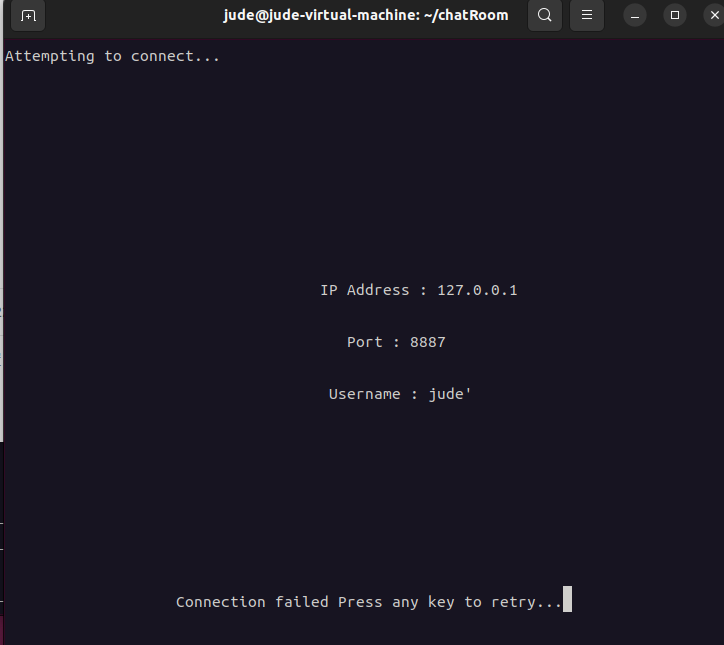 jude@jude-virtual-machine: ~/chatRoom
Attempting to connect...
IP Address : 127.0.0.1
Port : 8887
Username : jude'
Connection failed Press any key to retry...